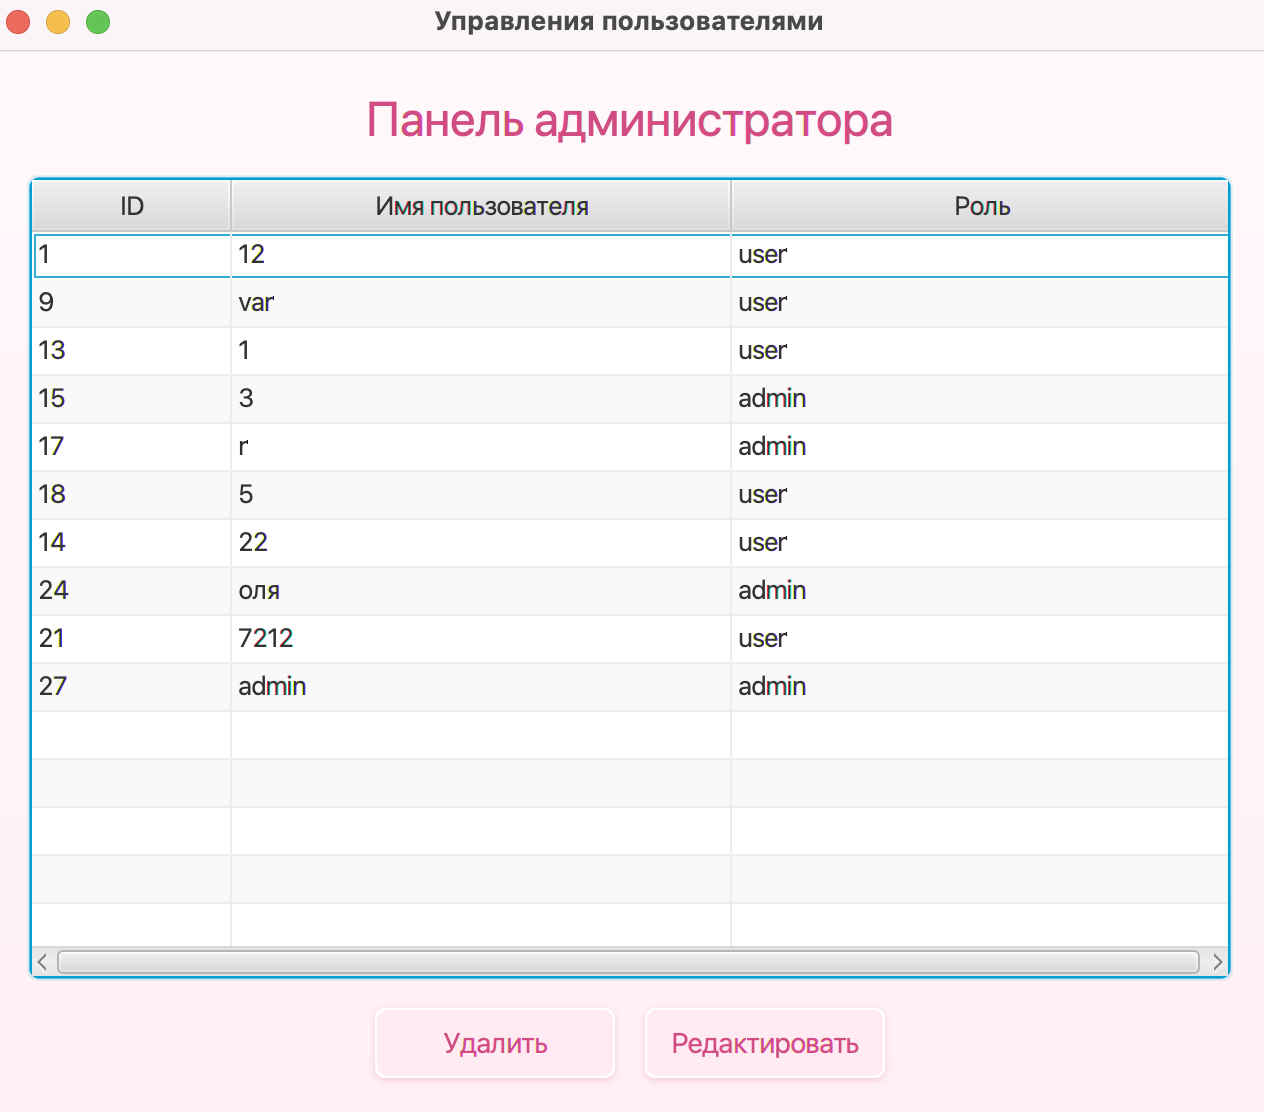 Управления пользователями
Панель администратора
ID Имя пользователя Роль
1 12 user
9 var user
13 1 user
15 3 admin
17 r admin
18 5 user
14 22 user
24 оля admin
21 7212 user
27 admin admin
Удалить Редактировать